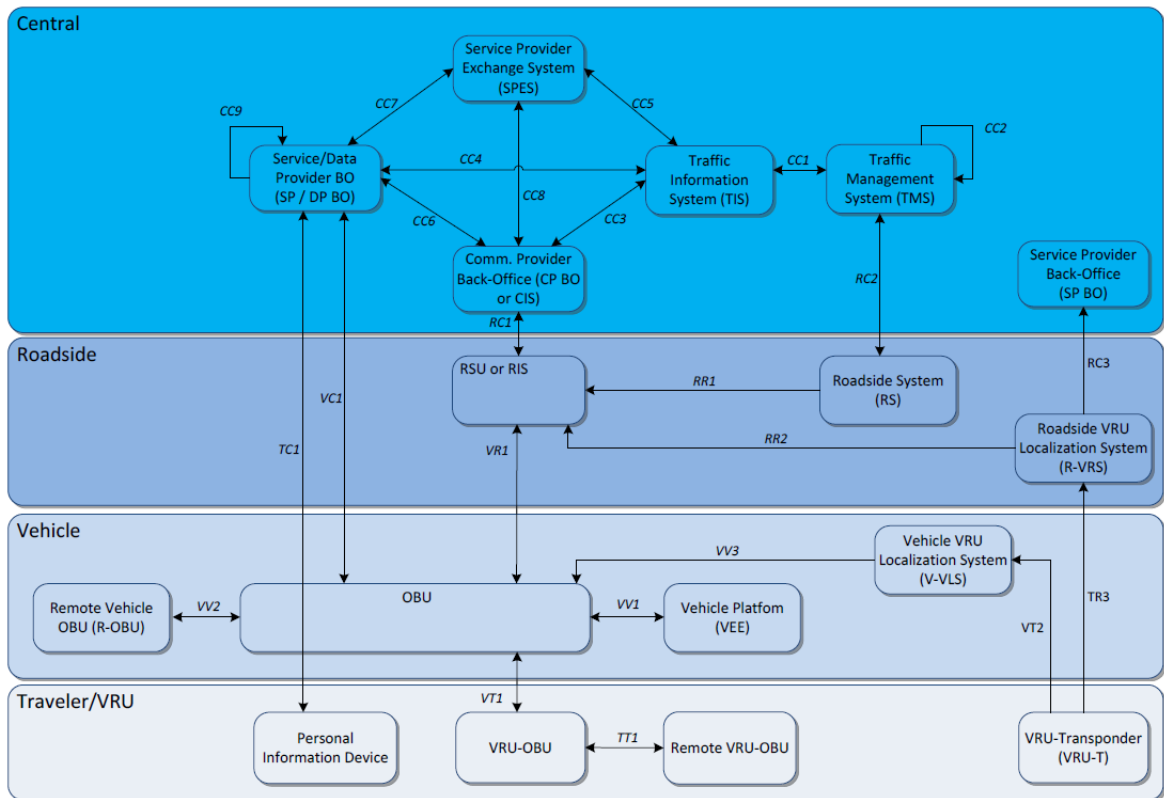 Central
Service Provider
Exchange System
(SPES)
CC9
CC7
CC5
CC2
Service/Data
Provider BO
(SP / DP BO)
CC4
Traffic
Information
System (TIS)
CC1
Traffic
Management
System (TMS)
CC6
CC8
CC3
Comm. Provider
Back-Office (CP BO
or CIS)
RC2
Service Provider
Back-Office
(SP BO)
RC1
Roadside
RSU or RIS
RR1
Roadside System
(RS)
RC3
VC1
TC1
VR1
RR2
Roadside VRU
Localization System
(R-VRS)
Vehicle
VV3
Vehicle VRU
Localization System
(V-VLS)
Remote Vehicle
OBU (R-OBU)
VV2
OBU
VV1
Vehicle Platfom
(VEE)
TR3
VT2
Traveler/VRU
VT1
Personal
Information Device
VRU-OBU
TT1
Remote VRU-OBU
VRU-Transponder
(VRU-T)